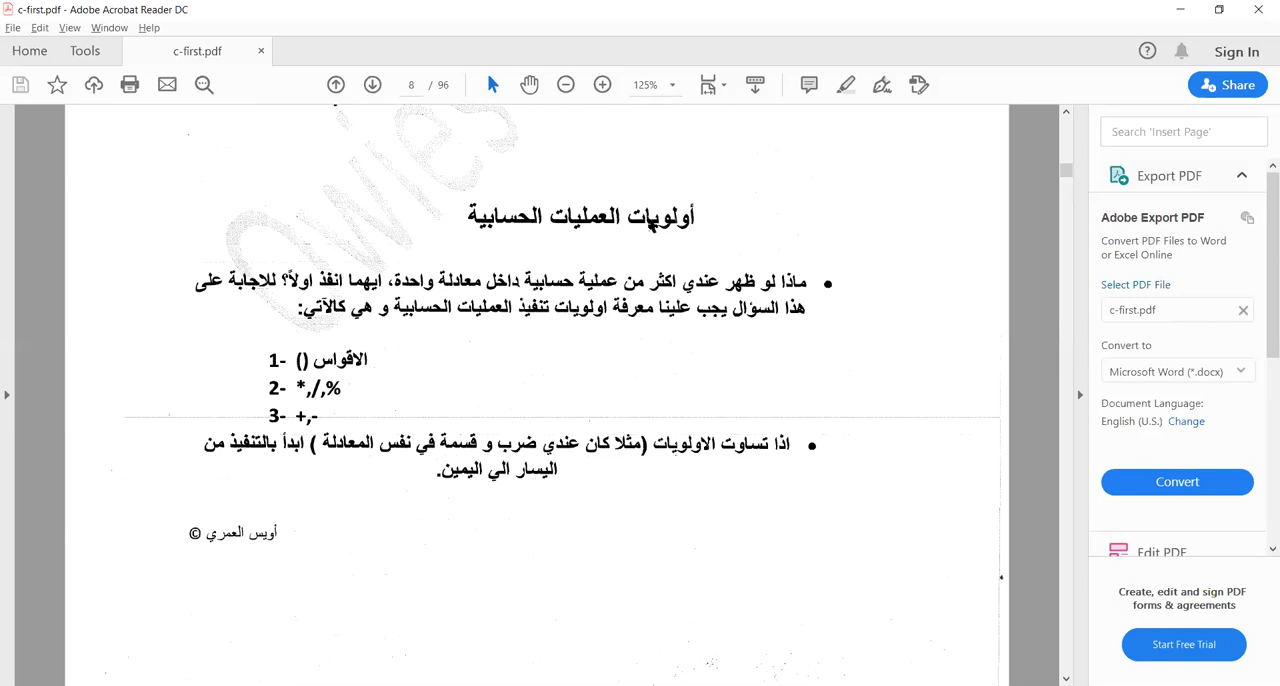 c-first.pdf - Adobe Acrobat Reader DC
File Edit View Window Help
Home Tools c-first.pdf × Sign In
8 / 96 125% Share
Owies
أولويات العمليات الحسابية
• ماذا لو ظهر عندي اكثر من عملية حسابية داخل معادلة واحدة، ايهما انفذ اولاً؟ للاجابة على
هذا السؤال يجب علينا معرفة اولويات تنفيذ العمليات الحسابية و هي كالآتي:
1- الاقواس ()
2- *,/,%
3- +,-
• اذا تساوت الاولويات (مثلا كان عندي ضرب و قسمة في نفس المعادلة ) ابدأ بالتنفيذ من
اليسار الي اليمين.
أويس العمري ©
Search 'Insert Page'
Export PDF
Adobe Export PDF
Convert PDF Files to Word
or Excel Online
Select PDF File
c-first.pdf
Convert to
Microsoft Word (*.docx)
Document Language:
English (U.S.) Change
Convert
Edit PDF
Create, edit and sign PDF
forms & agreements
Start Free Trial